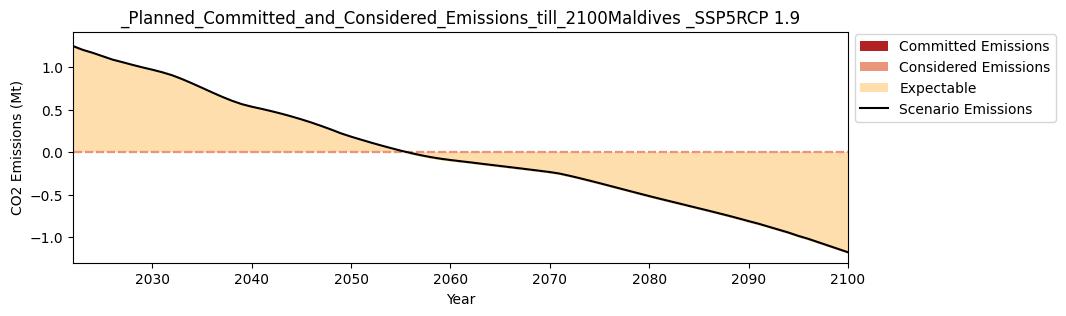 _Planned_Committed_and_Considered_Emissions_till_2100Maldives _SSP5RCP 1.9
Committed Emissions
Considered Emissions
Expectable
Scenario Emissions
CO2 Emissions (Mt)
1.0
0.5
0.0
−0.5
−1.0
2030 2040 2050 2060 2070 2080 2090 2100
Year